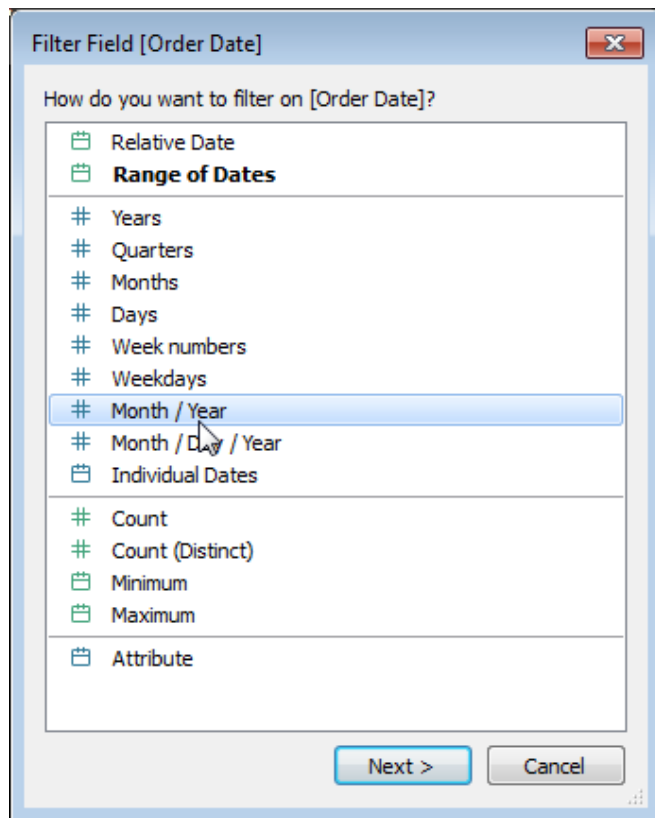 Filter Field [Order Date]
How do you want to filter on [Order Date]?
Relative Date
Range of Dates
Years
Quarters
Months
Days
Week numbers
Weekdays
Month / Year
Month / Day / Year
Individual Dates
Count
Count (Distinct)
Minimum
Maximum
Attribute
Next > Cancel